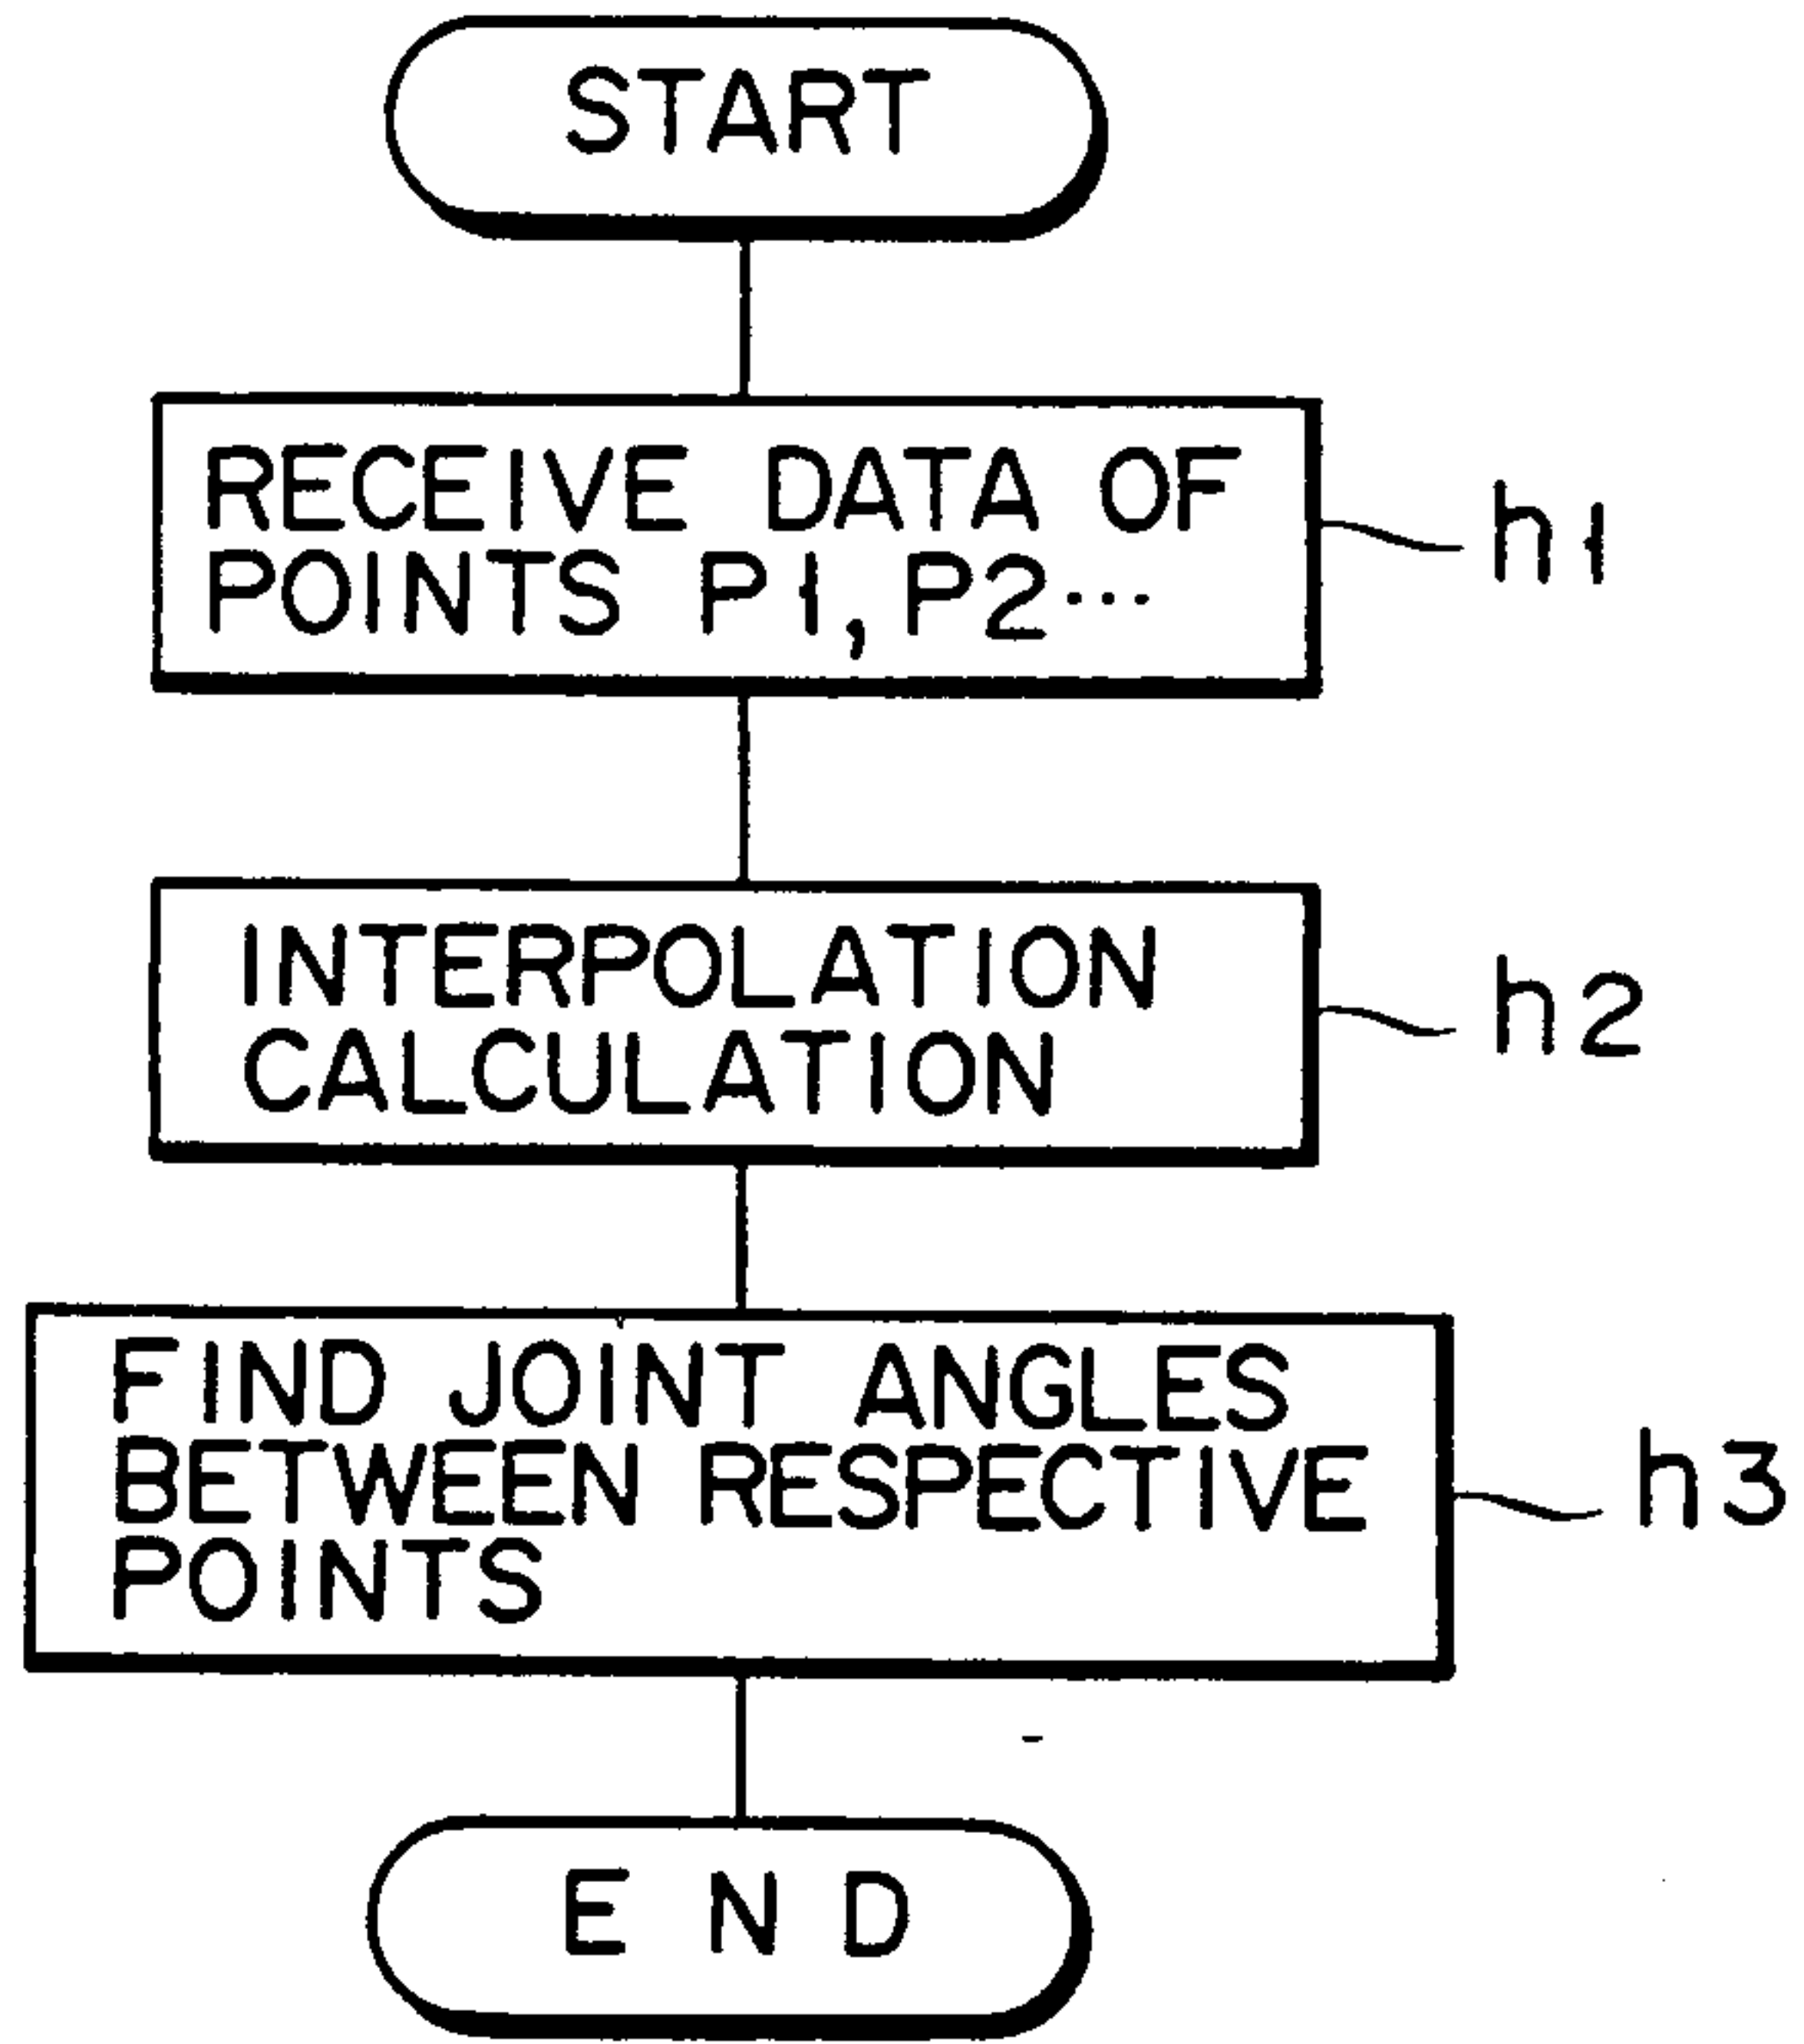 START
RECEIVE DATA OF
POINTS P1, P2...
h1
INTERPOLATION
CALCULATION
h2
FIND JOINT ANGLES
BETWEEN RESPECTIVE
POINTS
h3
END